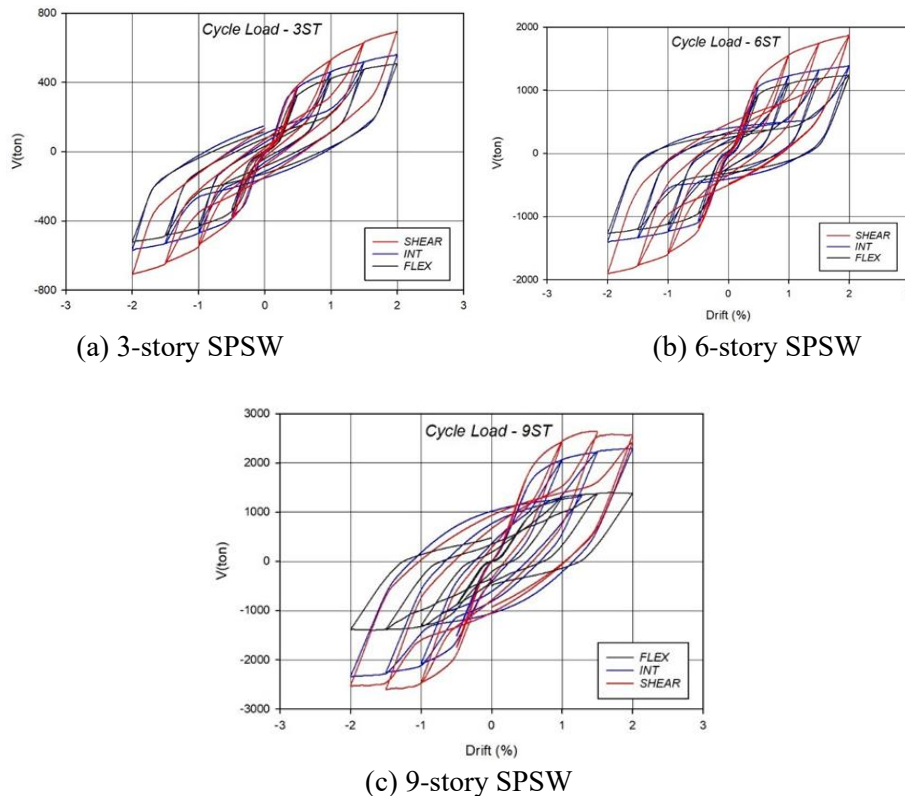 Cycle Load - 3ST
800
400
0
-400
-800
V(ton)
-3 -2 -1 0 1 2 3
SHEAR
INT
FLEX
(a) 3-story SPSW
Cycle Load - 6ST
2000
1000
0
-1000
-2000
V(ton)
-3 -2 -1 0 1 2
Drift (%)
SHEAR
INT
FLEX
(b) 6-story SPSW
Cycle Load - 9ST
3000
2000
1000
0
-1000
-2000
-3000
V(ton)
-3 -2 -1 0 1 2 3
Drift (%)
FLEX
INT
SHEAR
(c) 9-story SPSW